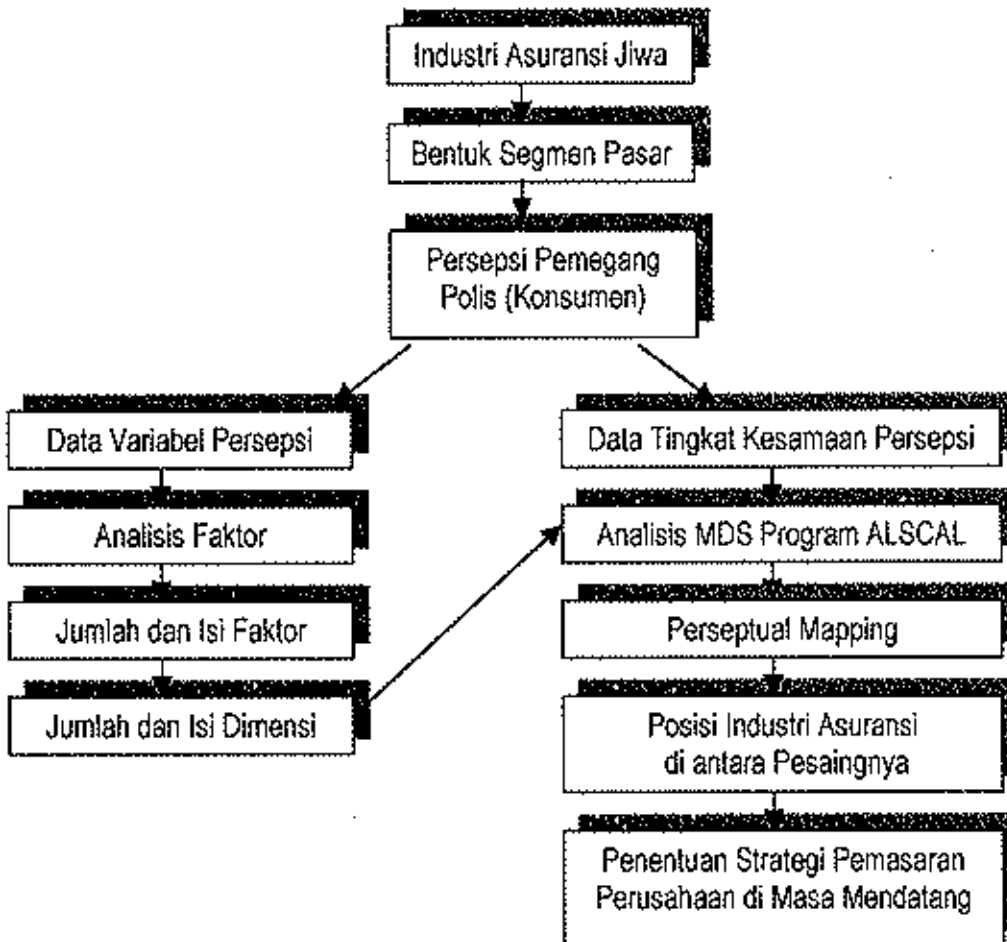 Industri Asuransi Jiwa
Bentuk Segmen Pasar
Persepsi Pemegang
Polis (Konsumen)
Data Variabel Persepsi
Analisis Faktor
Jumlah dan Isi Faktor
Jumlah dan Isi Dimensi
Data Tingkat Kesamaan Persepsi
Analisis MDS Program ALSCAL
Perseptual Mapping
Posisi Industri Asuransi
di antara Pesaingnya
Penentuan Strategi Pemasaran
Perusahaan di Masa Mendatang